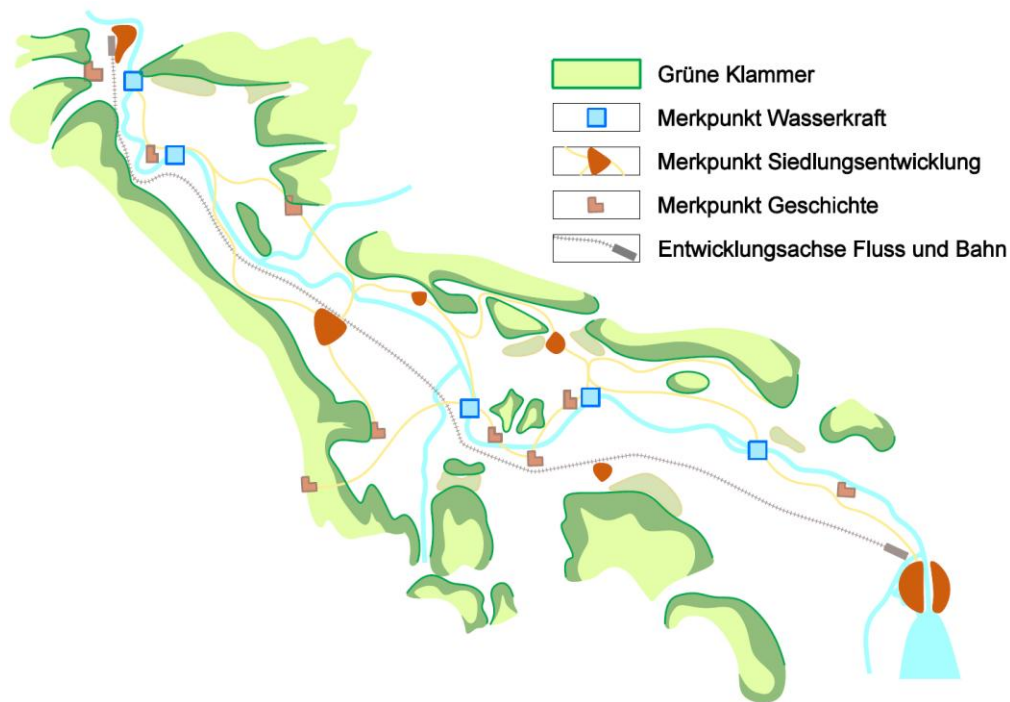 Grüne Klammer
Merkpunkt Wasserkraft
Merkpunkt Siedlungsentwicklung
Merkpunkt Geschichte
Entwicklungsachse Fluss und Bahn